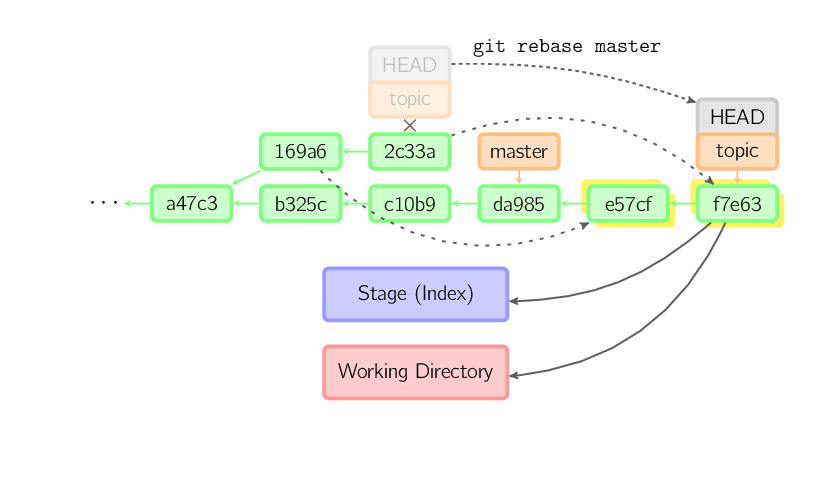 git rebase master
HEAD
topic
HEAD
topic
169a6
2c33a
master
...
a47c3
b325c
c10b9
da985
e57cf
f7e63
Stage (Index)
Working Directory